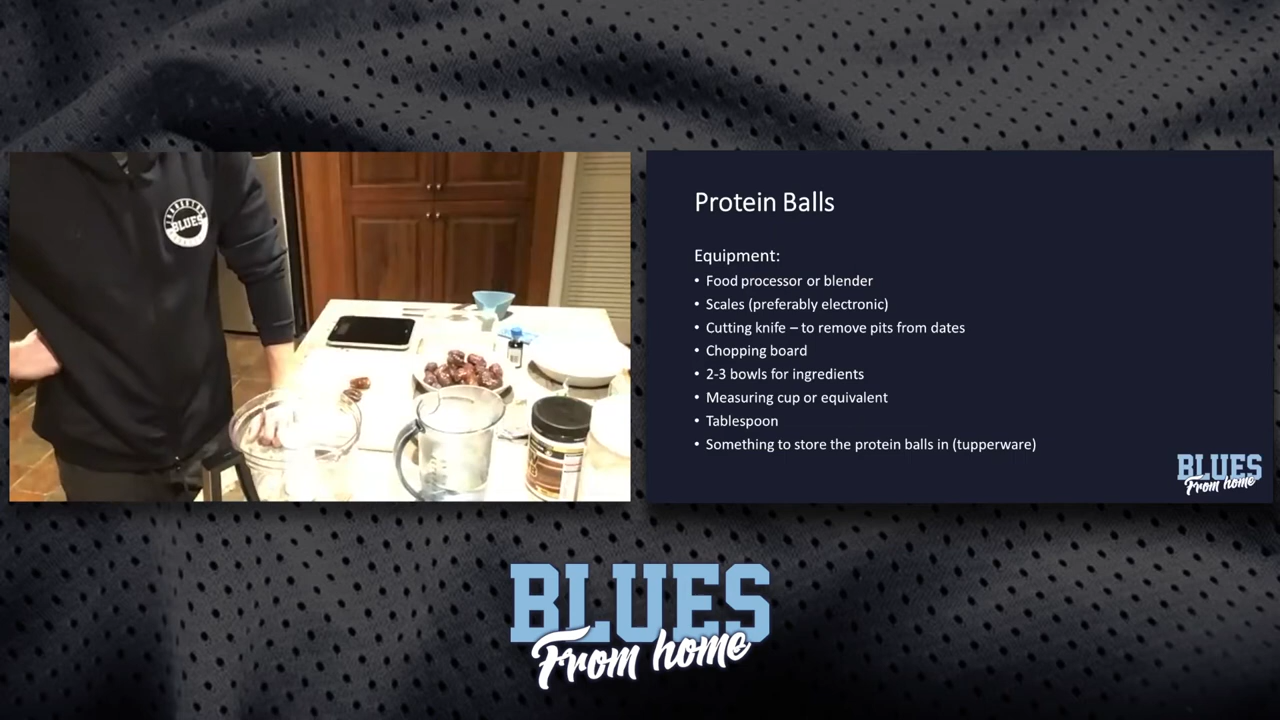 BLUES
Protein Balls
Equipment:
• Food processor or blender
• Scales (preferably electronic)
• Cutting knife – to remove pits from dates
• Chopping board
• 2-3 bowls for ingredients
• Measuring cup or equivalent
• Tablespoon
• Something to store the protein balls in (tupperware)
BLUES
From home
BLUES
From home